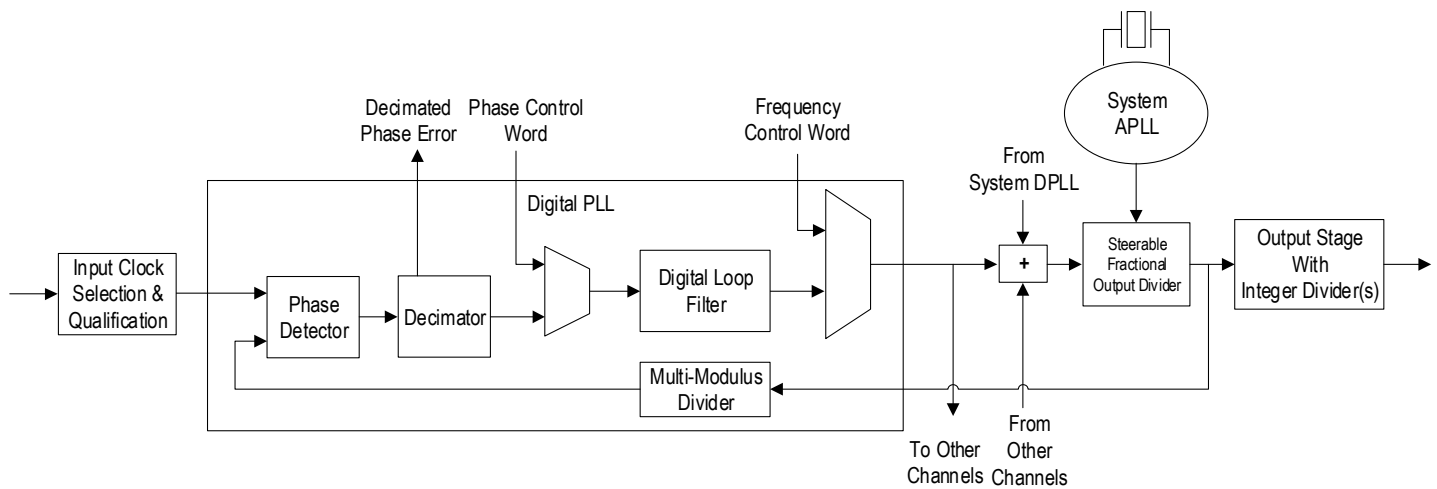 System
APLL
Decimated
Phase Error
Phase Control
Word
Frequency
Control Word
From
System DPLL
Digital PLL
Input Clock
Selection &
Qualification
Phase
Detector
Decimator
Digital Loop
Filter
+
Steerable
Fractional
Output Divider
Output Stage
With
Integer Divider(s)
Multi-Modulus
Divider
To Other
Channels
From
Other
Channels